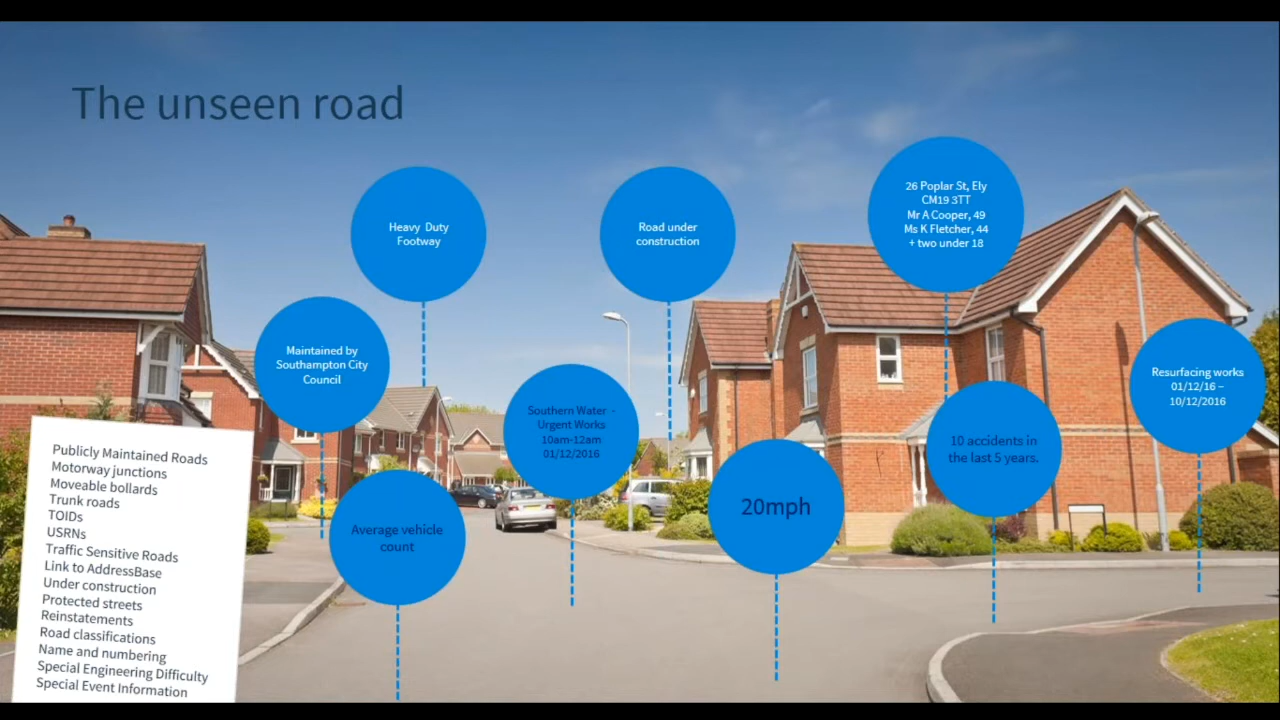 The unseen road
Heavy Duty
Footway
Road under
construction
26 Poplar St, Ely
CM19 3TT
Mr A Cooper, 49
Ms K Fletcher, 44
+ two under 18
Maintained by
Southampton City
Council
Southern Water -
Urgent Works
10am-12am
01/12/2016
Resurfacing works
01/12/16 –
10/12/2016
10 accidents in
the last 5 years.
20mph
Average vehicle
count
Publicly Maintained Roads
Motorway junctions
Moveable bollards
Trunk roads
TOIDs
USRNs
Traffic Sensitive Roads
Link to AddressBase
Under construction
Protected streets
Reinstatements
Road classifications
Name and numbering
Special Engineering Difficulty
Special Event Information